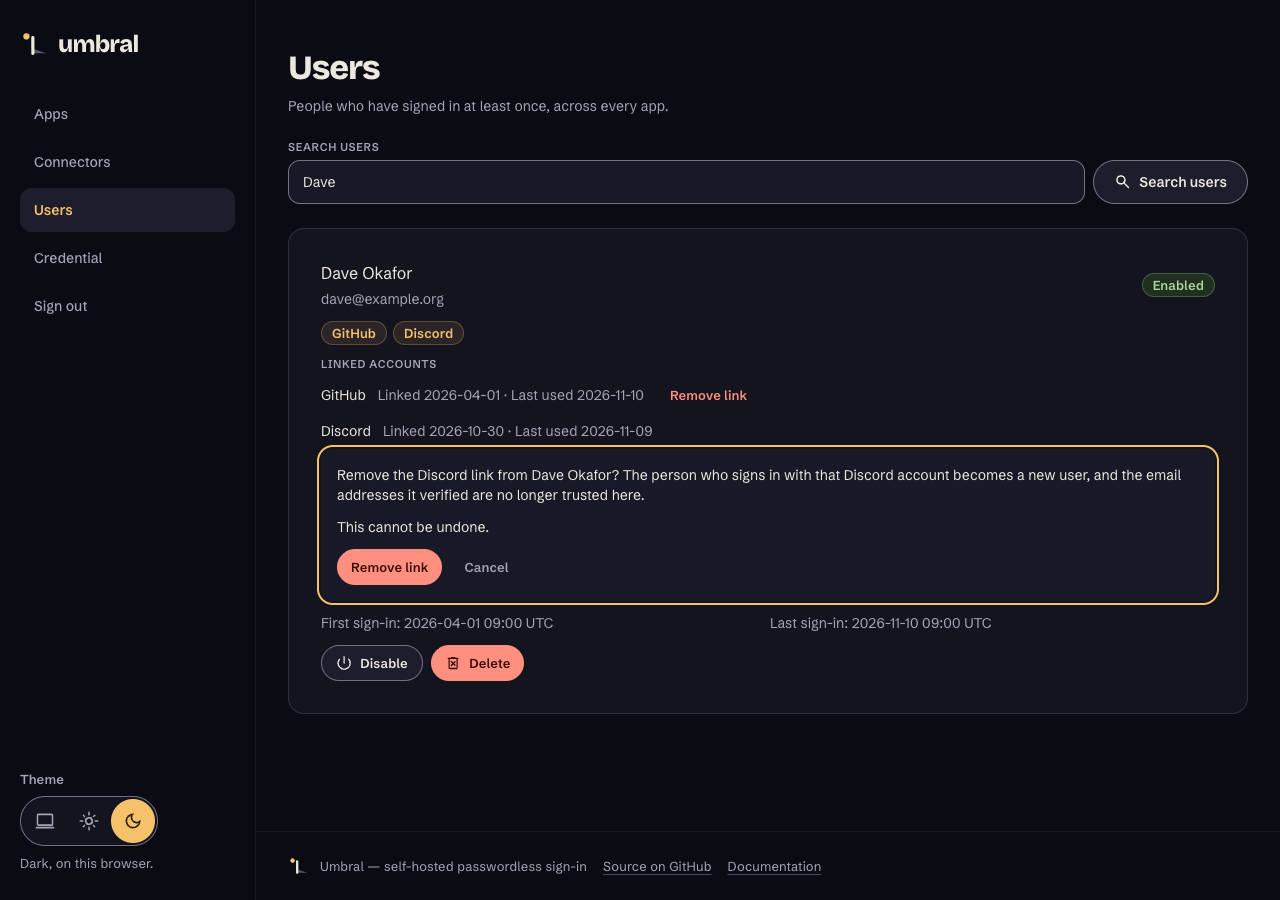 umbral
Apps
Connectors
Users
Credential
Sign out
Theme
Dark, on this browser.
Users
People who have signed in at least once, across every app.
SEARCH USERS
Dave
Search users
Dave Okafor
dave@example.org
Enabled
GitHub Discord
LINKED ACCOUNTS
GitHub Linked 2026-04-01 · Last used 2026-11-10 Remove link
Discord Linked 2026-10-30 · Last used 2026-11-09
Remove the Discord link from Dave Okafor? The person who signs in with that Discord account becomes a new user, and the email
addresses it verified are no longer trusted here.
This cannot be undone.
Remove link Cancel
First sign-in: 2026-04-01 09:00 UTC Last sign-in: 2026-11-10 09:00 UTC
Disable Delete
Umbral — self-hosted passwordless sign-in Source on GitHub Documentation